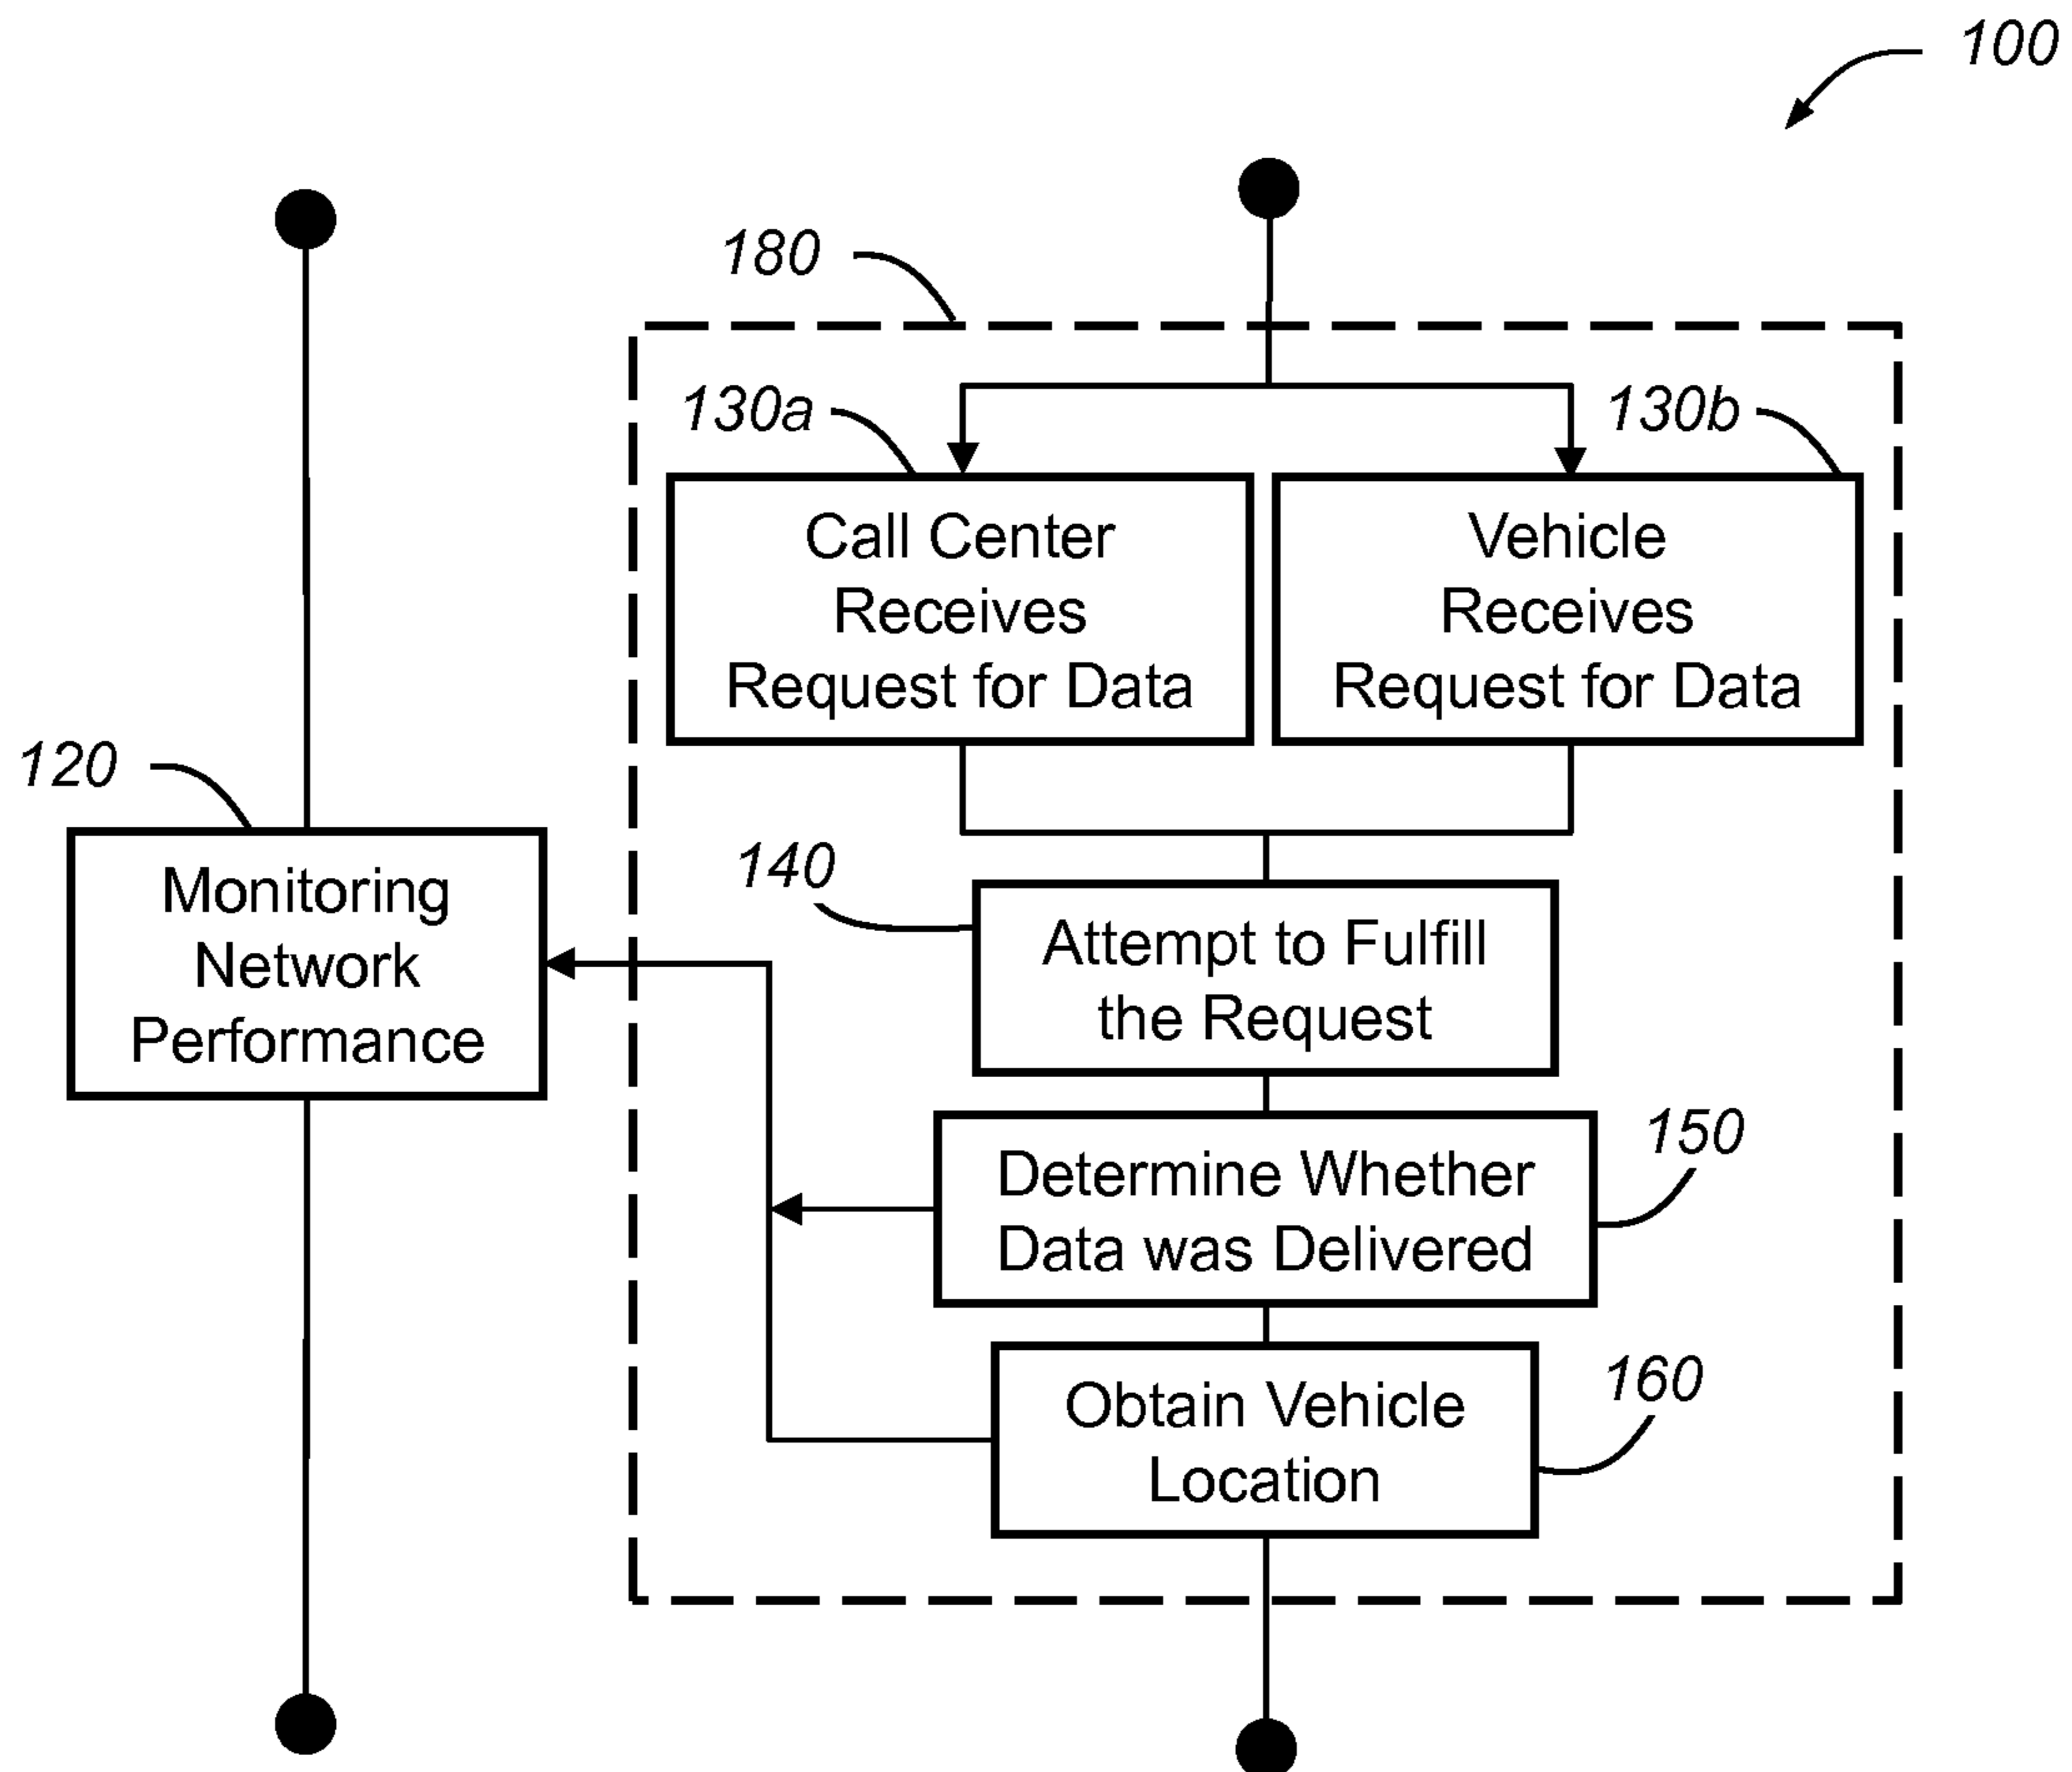 100
180
130a
130b
Call Center
Receives
Request for Data
Vehicle
Receives
Request for Data
120
Monitoring
Network
Performance
140
Attempt to Fulfill
the Request
150
Determine Whether
Data was Delivered
160
Obtain Vehicle
Location